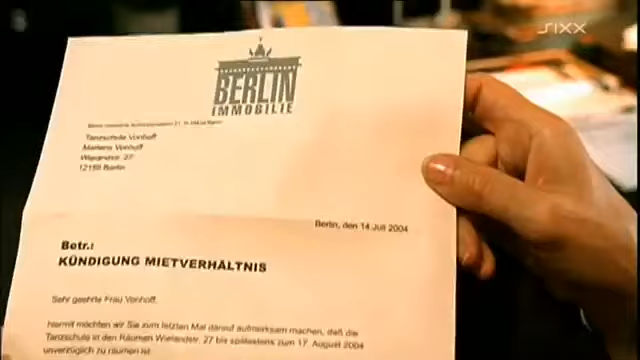 SIXX
BERLIN
IMMOBILIE
Tanzschule Vonhoff
Vonhoff
Wielandstr. 27
12159 Berlin
Berlin, den 14 Juli 2004
Betr.:
KÜNDIGUNG MIETVERHÄLTNIS
Sehr geehrte Frau Vonhoff,
hiermit möchten wir Sie zum letzten Mal darauf aufmerksam machen, daß die
Tanzschule in den Räumen Wielandstr. 27 bis spätestens zum 17. August 2004
unverzüglich zu räumen ist